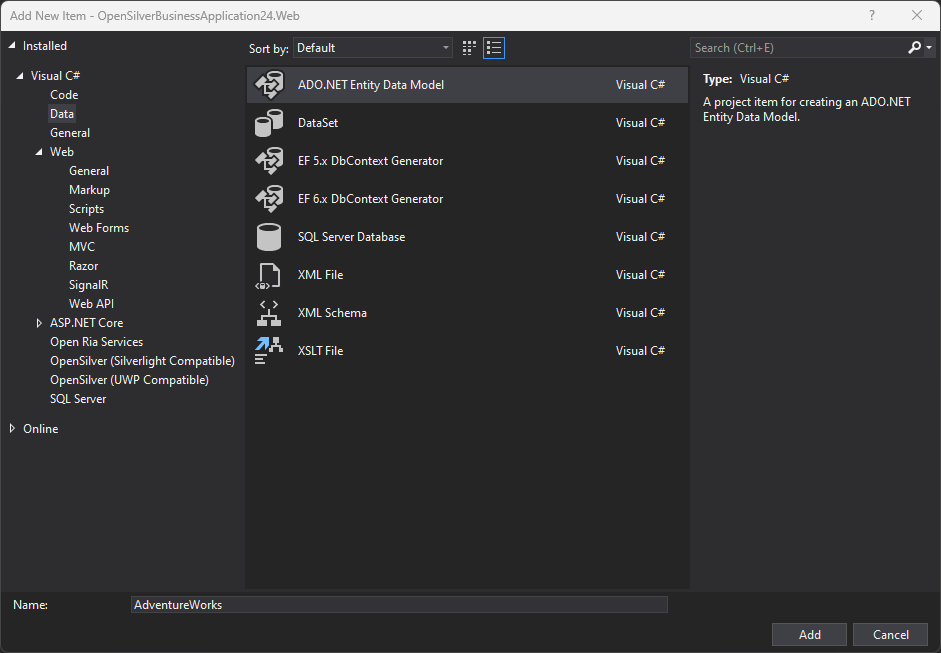 Add New Item - OpenSilverBusinessApplication24.Web
?
Installed
Visual C#
Code
Data
General
Web
General
Markup
Scripts
Web Forms
MVC
Razor
SignalR
Web API
ASP.NET Core
Open Ria Services
OpenSilver (Silverlight Compatible)
OpenSilver (UWP Compatible)
SQL Server
Online
Sort by: Default
ADO.NET Entity Data Model Visual C#
DataSet Visual C#
EF 5.x DbContext Generator Visual C#
EF 6.x DbContext Generator Visual C#
SQL Server Database Visual C#
XML File Visual C#
XML Schema Visual C#
XSLT File Visual C#
Search (Ctrl+E)
Type: Visual C#
A project item for creating an ADO.NET
Entity Data Model.
Name: AdventureWorks
Add Cancel